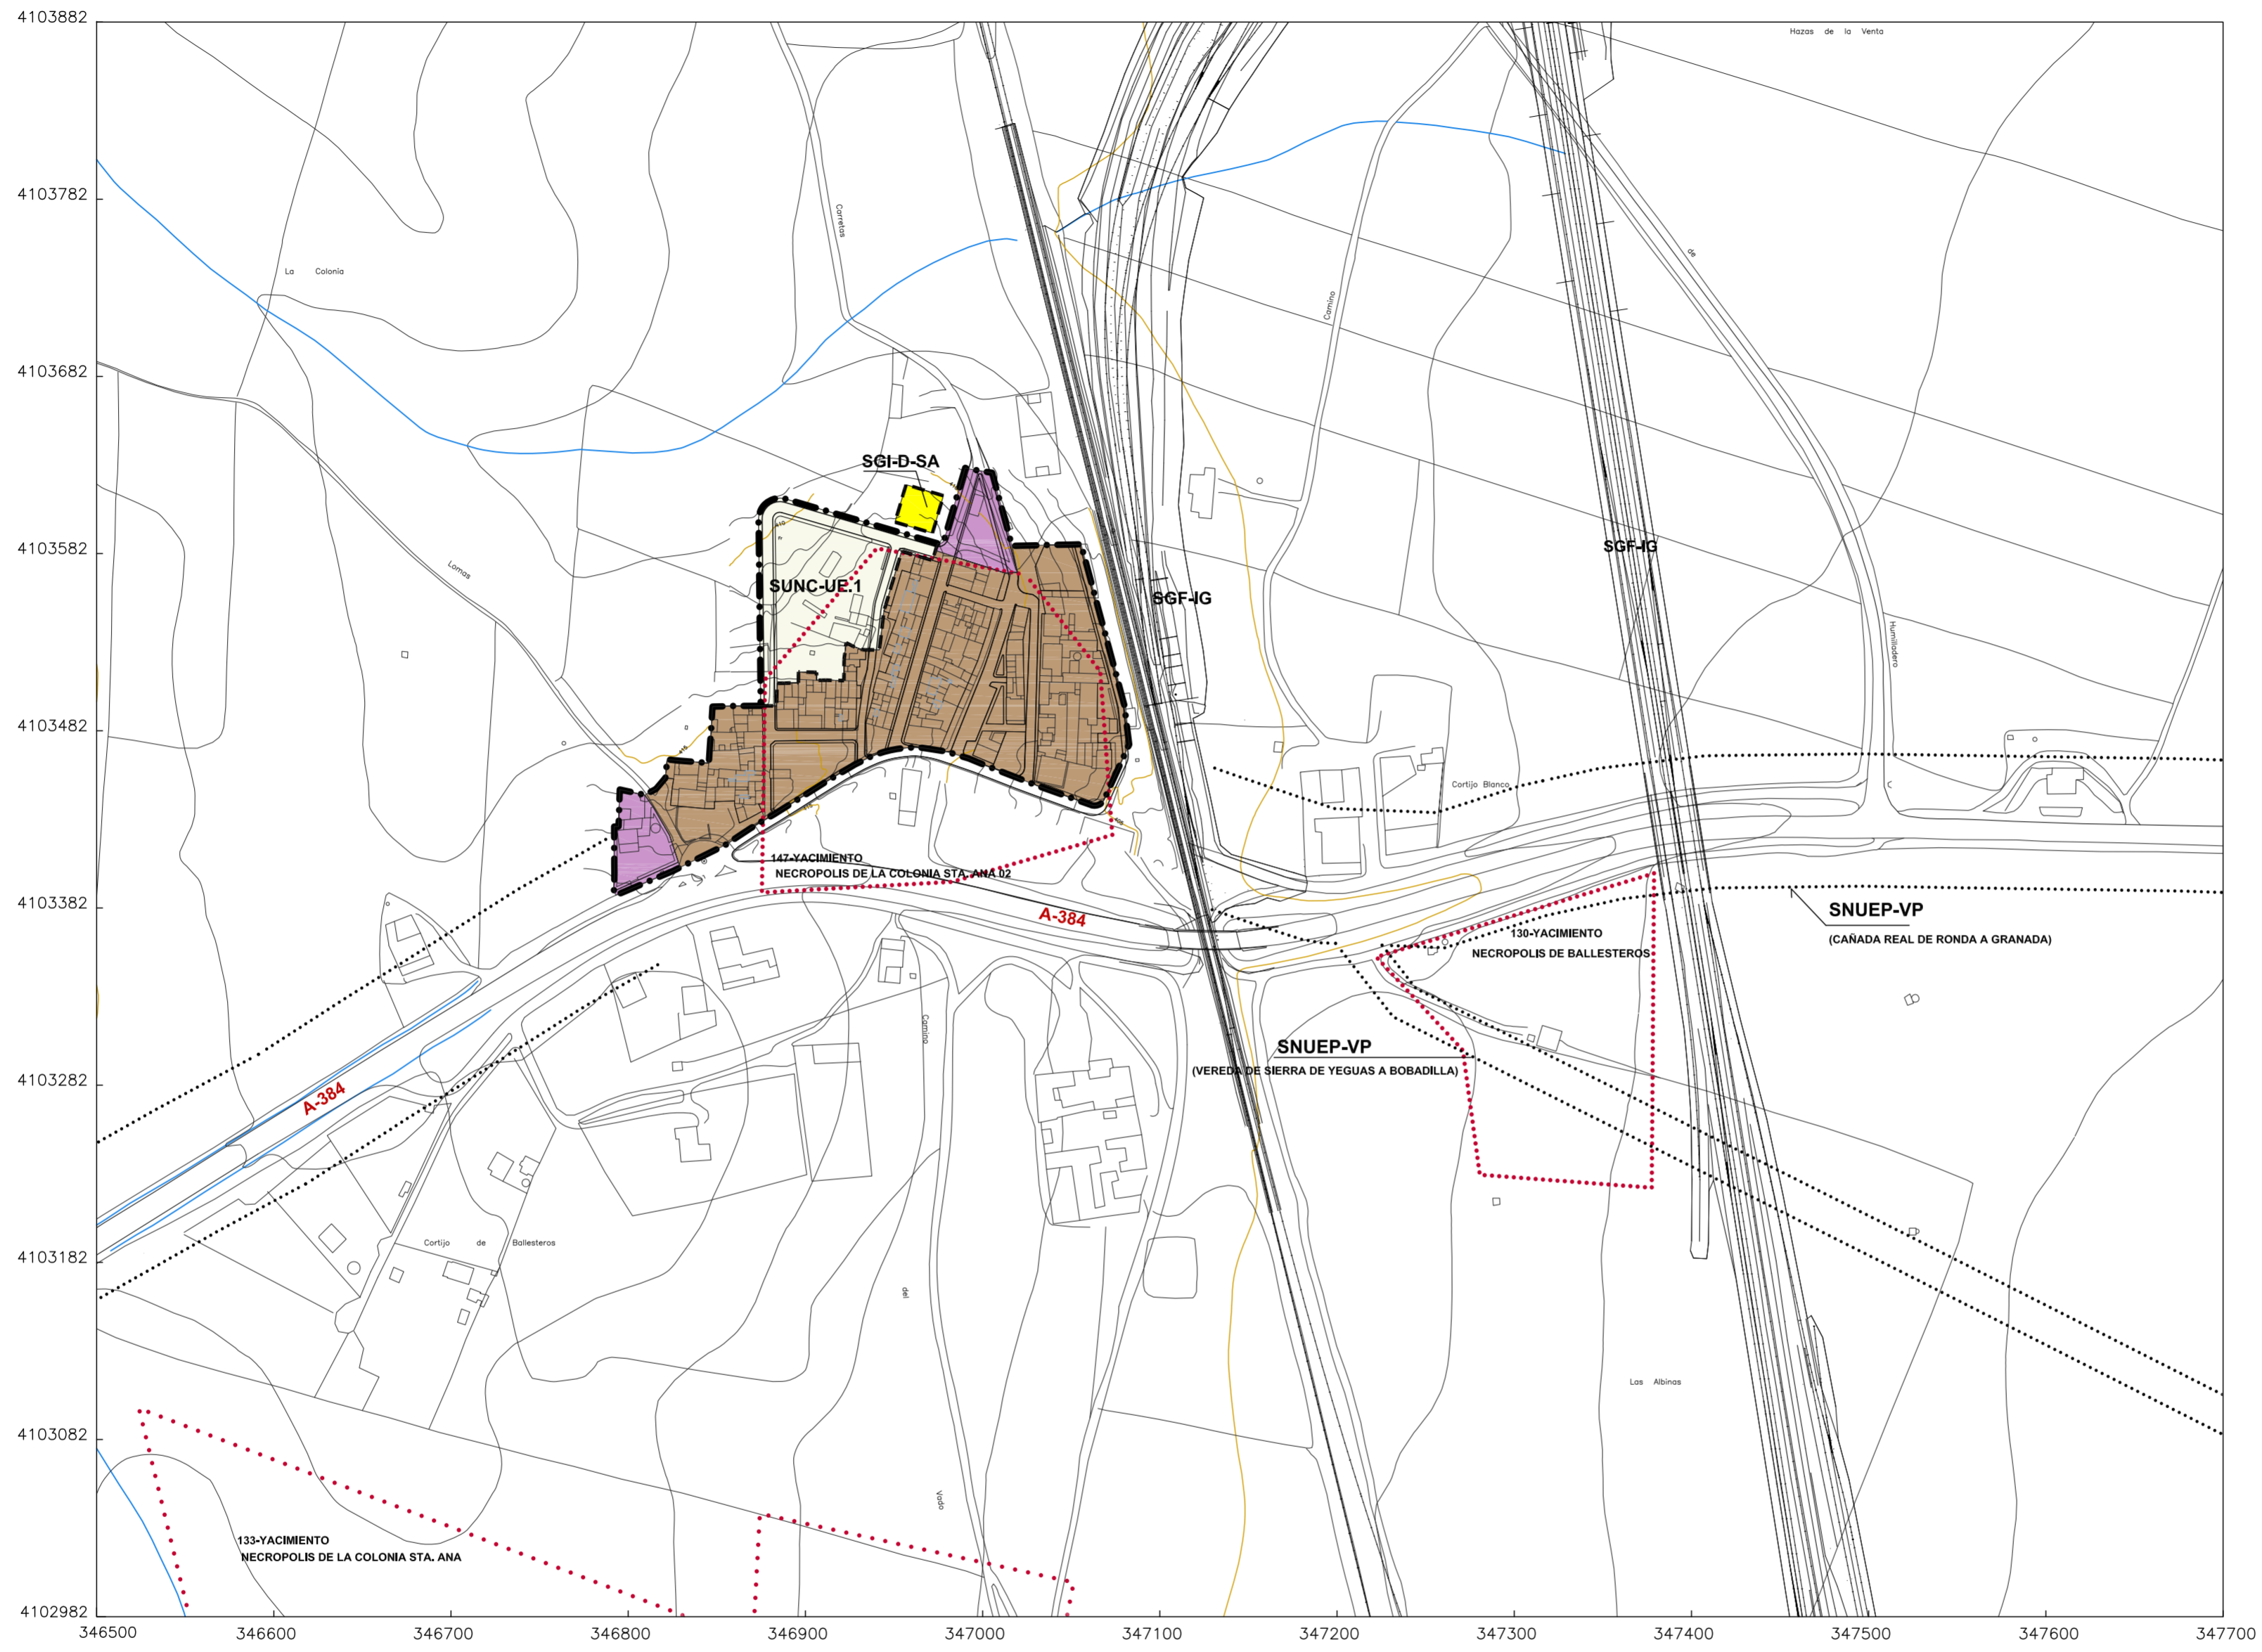 4103882
Hazas de la Venta
4103782
Carretas
de
La Colonia
Camino
4103682
SGI-D-SA
410
4103582
SGF-IG
Lomas
SUNC-UE.1
SGF-IG
Humilladero
4103482
415
Cortijo Blanco
147-YACIMIENTO
NECROPOLIS DE LA COLONIA STA. ANA 02
4103382
A-384
SNUEP-VP
(CAÑADA REAL DE RONDA A GRANADA)
130-YACIMIENTO
NECROPOLIS DE BALLESTEROS
Camino
SNUEP-VP
(VEREDA DE SIERRA DE YEGUAS A BOBADILLA)
4103282
A-384
Cortijo de Ballesteros
4103182
del
Las Albinas
4103082
Vado
133-YACIMIENTO
NECROPOLIS DE LA COLONIA STA. ANA
4102982
346500 346600 346700 346800 346900 347000 347100 347200 347300 347400 347500 347600 347700